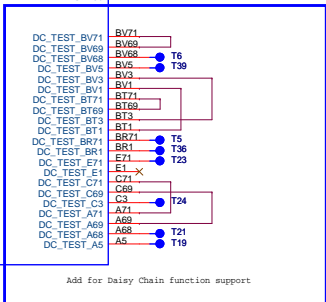 DC_TEST_BV71 BV71
DC_TEST_BV69 BV69
DC_TEST_BV68 BV68 T6
DC_TEST_BV5 BV5 T39
DC_TEST_BV3 BV3
DC_TEST_BV1 BV1
DC_TEST_BT71 BT71
DC_TEST_BT69 BT69
DC_TEST_BT3 BT3
DC_TEST_BT1 BT1
DC_TEST_BR71 BR71 T5
DC_TEST_BR1 BR1 T36
DC_TEST_E71 E71 T23
DC_TEST_E1 E1
DC_TEST_C71 C71
DC_TEST_C69 C69
DC_TEST_C3 C3 T24
DC_TEST_A71 A71
DC_TEST_A69 A69
DC_TEST_A68 A68 T21
DC_TEST_A5 A5 T19
Add for Daisy Chain function support